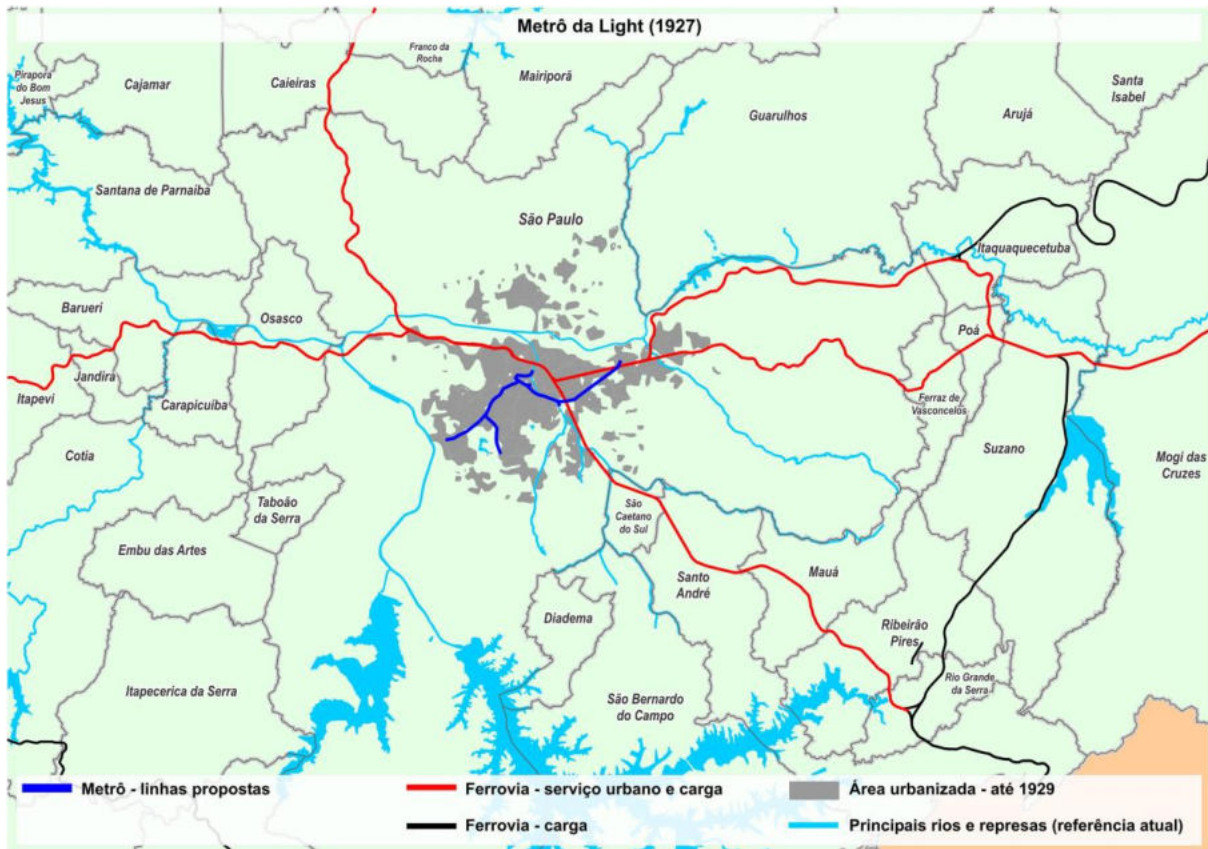 Metrô da Light (1927)
Franco da
Rocha
Mairiporã
Santa
Isabel
Pirapora
do Bom
Jesus
Cajamar
Caieiras
Guarulhos
Arujá
Santana de Parnaíba
São Paulo
Itaquaquecetuba
Barueri
Osasco
Poá
Jandira
Itapevi
Carapicuíba
Ferraz de
Vasconcelos
Cotia
Suzano
Mogi das
Cruzes
Taboão
da Serra
São
Caetano
do Sul
Embu das Artes
Santo
André
Mauá
Diadema
Ribeirão
Pires
Rio Grande
da Serra
Itapecerica da Serra
São Bernardo
do Campo
Metrô - linhas propostas
Ferrovia - serviço urbano e carga
Área urbanizada - até 1929
Ferrovia - carga
Principais rios e represas (referência atual)